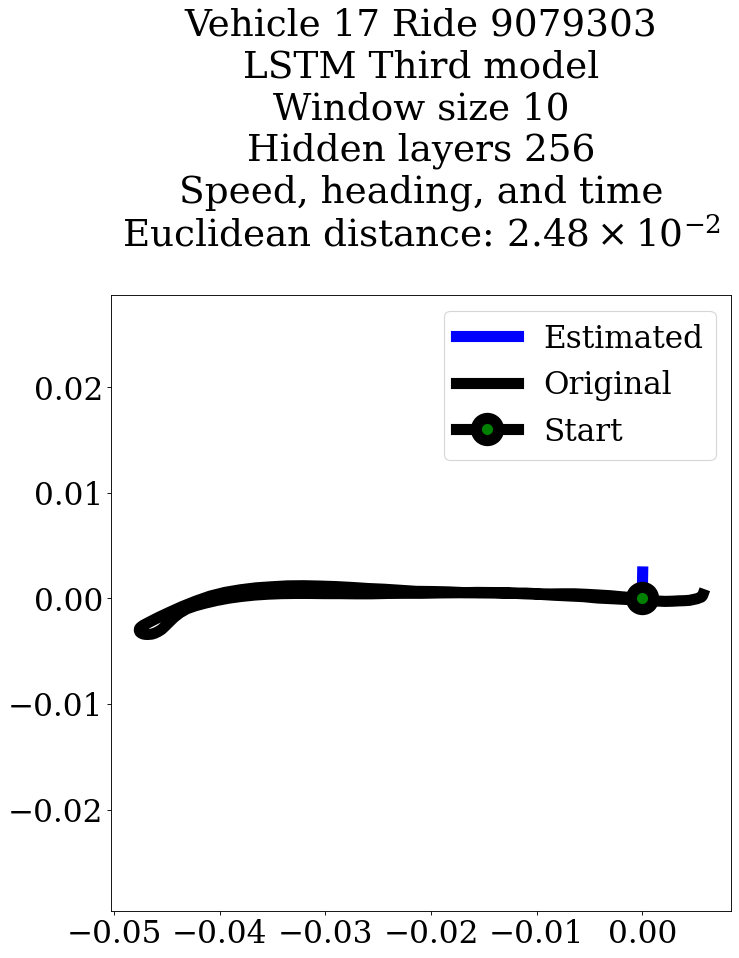 Vehicle 17 Ride 9079303
LSTM Third model
Window size 10
Hidden layers 256
Speed, heading, and time
Euclidean distance: 2.48 × 10⁻²
Estimated
Original
Start
0.02
0.01
0.00
−0.01
−0.02
−0.05 −0.04 −0.03 −0.02 −0.01 0.00